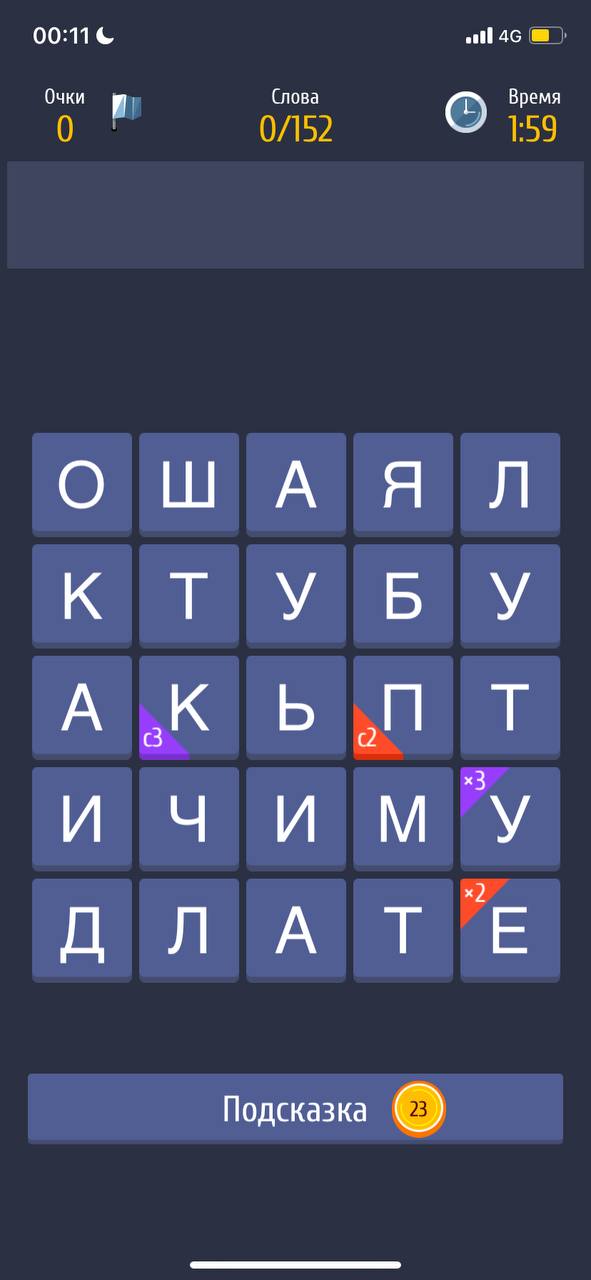 00:11 4G
Очки Слова Время
0 0/152 1:59
О Ш А Я Л
К Т У Б У
А К с3 Ь П с2 Т
И Ч И М ×3 У
Д Л А Т ×2 Е
Подсказка 23